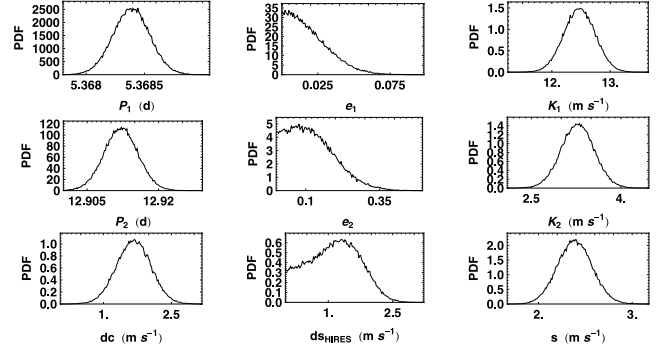 PDF 2500 2000 1500 1000 500 0 5.368 5.3685 P₁ (d)
PDF 35 30 25 20 15 10 5 0 0.025 0.075 e₁
PDF 1.5 1.0 0.5 0.0 12. 13. K₁ (m s⁻¹)
PDF 120 100 80 60 40 20 0 12.905 12.92 P₂ (d)
PDF 5 4 3 2 1 0 0.1 0.35 e₂
PDF 1.4 1.2 1.0 0.8 0.6 0.4 0.2 0.0 2.5 4. K₂ (m s⁻¹)
PDF 1.0 0.8 0.6 0.4 0.2 0.0 1. 2.5 dc (m s⁻¹)
PDF 0.6 0.5 0.4 0.3 0.2 0.1 0.0 1. 2.5 ds_HIRES (m s⁻¹)
PDF 2.0 1.5 1.0 0.5 0.0 2. 3. s (m s⁻¹)